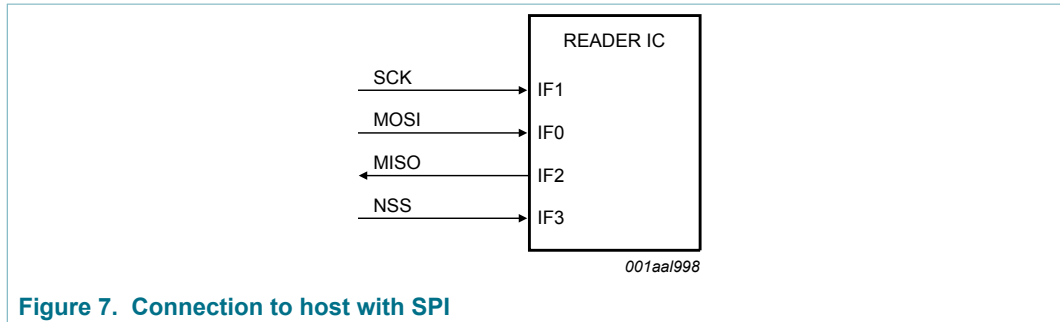 READER IC
SCK
IF1
MOSI
IF0
MISO
IF2
NSS
IF3
001aal998
Figure 7. Connection to host with SPI